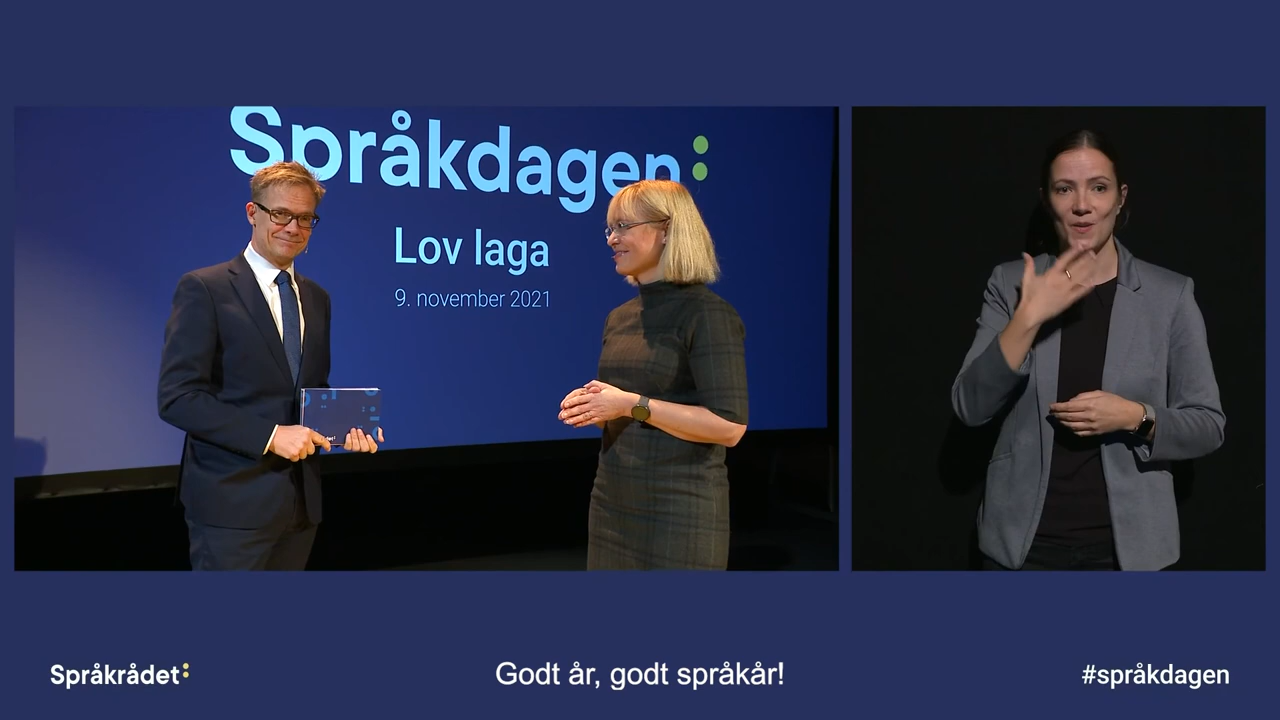 Språkdagen:
Lov laga
9. november 2021
Språkrådet:
Godt år, godt språkår!
#språkdagen